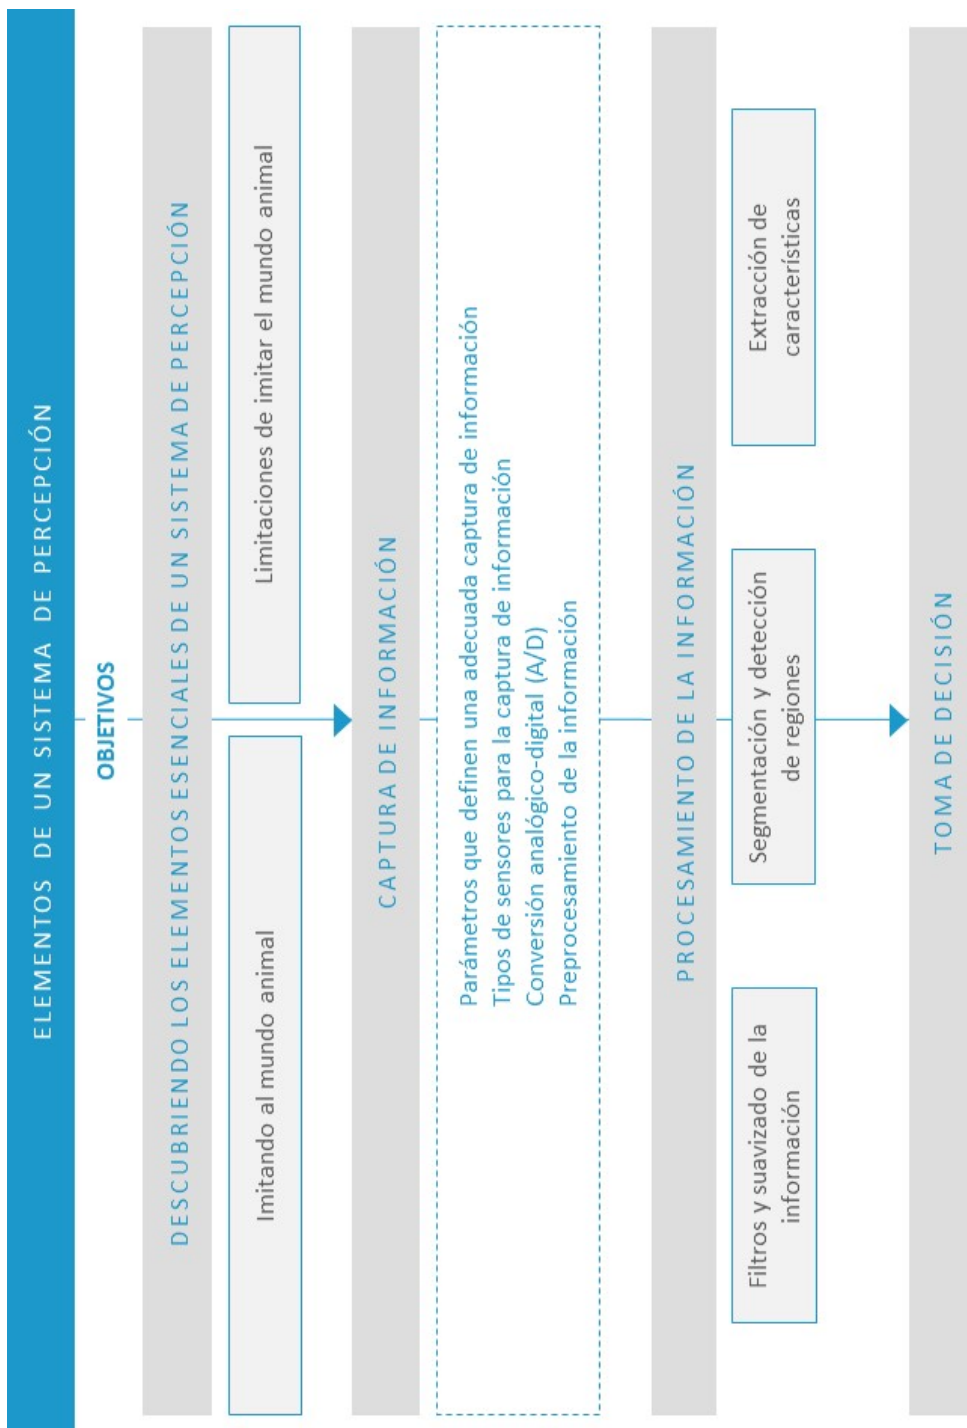 ELEMENTOS DE UN SISTEMA DE PERCEPCIÓN
OBJETIVOS
DESCUBRIENDO LOS ELEMENTOS ESENCIALES DE UN SISTEMA DE PERCEPCIÓN
Imitando al mundo animal
Limitaciones de imitar el mundo animal
CAPTURA DE INFORMACIÓN
Parámetros que definen una adecuada captura de información
Tipos de sensores para la captura de información
Conversión analógico-digital (A/D)
Preprocesamiento de la información
PROCESAMIENTO DE LA INFORMACIÓN
Filtros y suavizado de la
información
Segmentación y detección
de regiones
Extracción de
características
TOMA DE DECISIÓN